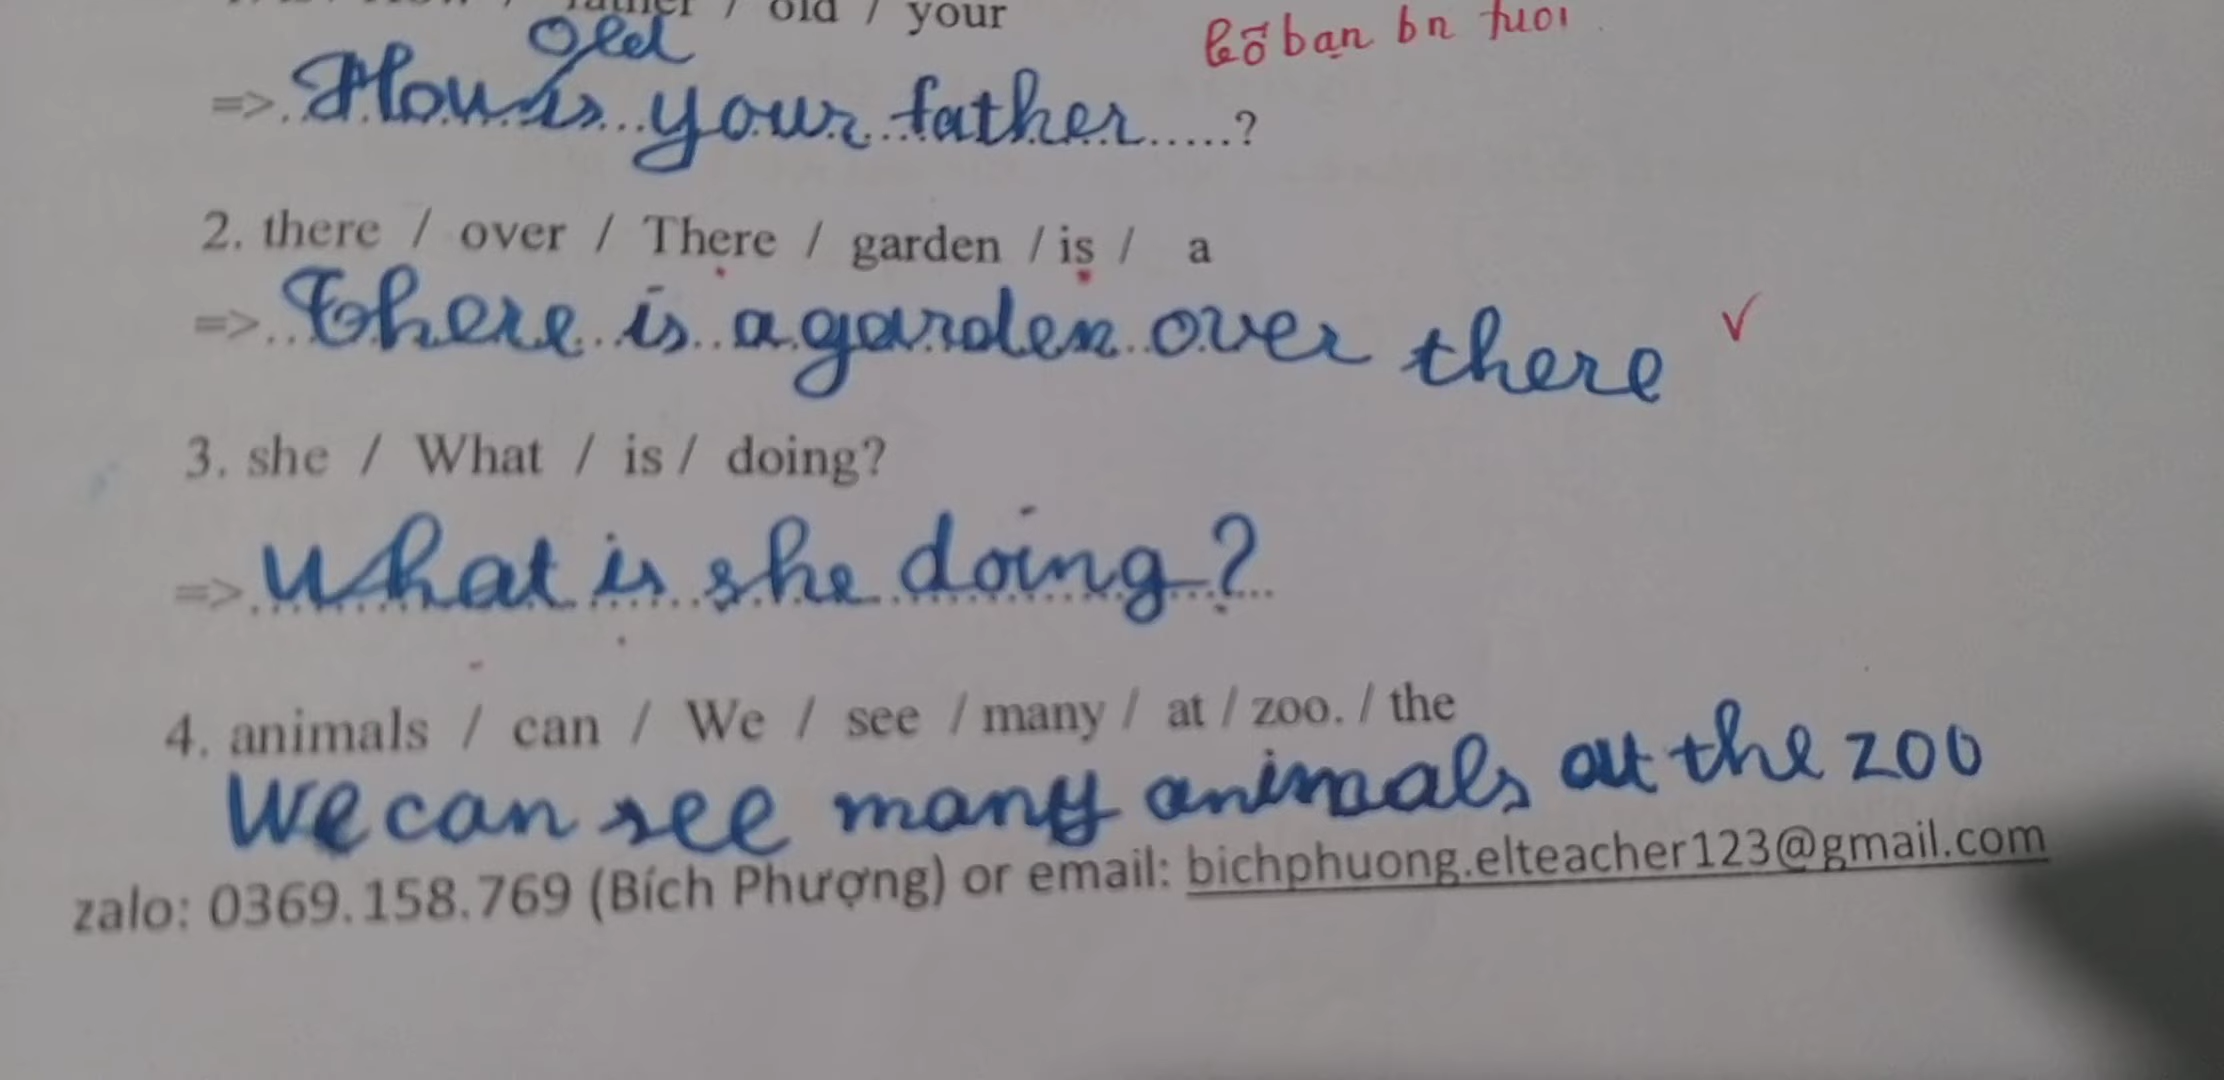 / old / your
bố bạn bn tuoi
old
=> How is your father ?
2. there / over / There / garden / is / a
=> There is a garden over there ✓
3. she / What / is / doing?
=> What is she doing ?
4. animals / can / We / see / many / at / zoo. / the
We can see many animals at the zoo
zalo: 0369.158.769 (Bích Phượng) or email: bichphuong.elteacher123@gmail.com